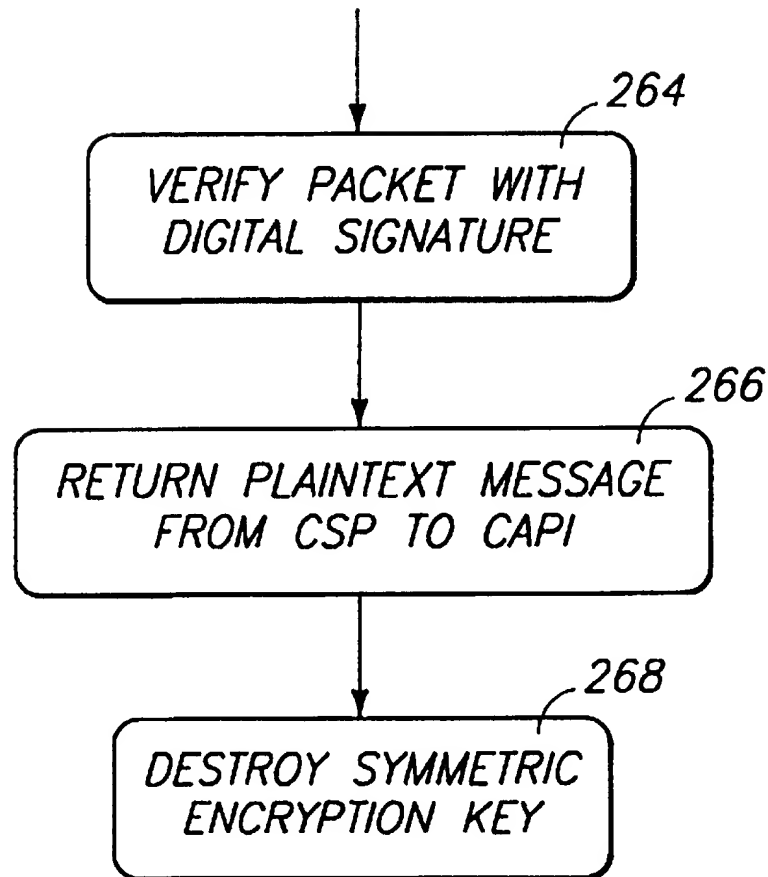 264
VERIFY PACKET WITH
DIGITAL SIGNATURE
266
RETURN PLAINTEXT MESSAGE
FROM CSP TO CAPI
268
DESTROY SYMMETRIC
ENCRYPTION KEY